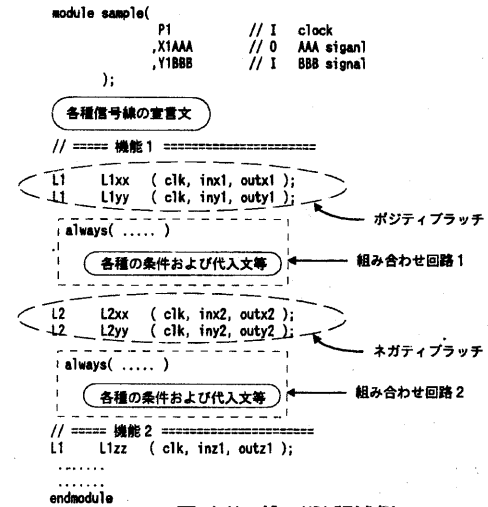 module sample(
P1 // I clock
,X1AAA // O AAA siganl
,Y1BBB // I BBB signal
);
各種信号線の宣言文
// ===== 機能1 ======================
L1 L1xx ( clk, inx1, outx1 );
L1 L1yy ( clk, iny1, outy1 );
ポジティブラッチ
always( ..... )
各種の条件および代入文等
組み合わせ回路1
L2 L2xx ( clk, inx2, outx2 );
L2 L2yy ( clk, iny2, outy2 );
ネガティブラッチ
always( ..... )
各種の条件および代入文等
組み合わせ回路2
// ===== 機能2 ======================
L1 L1zz ( clk, inz1, outz1 );
.......
.......
endmodule